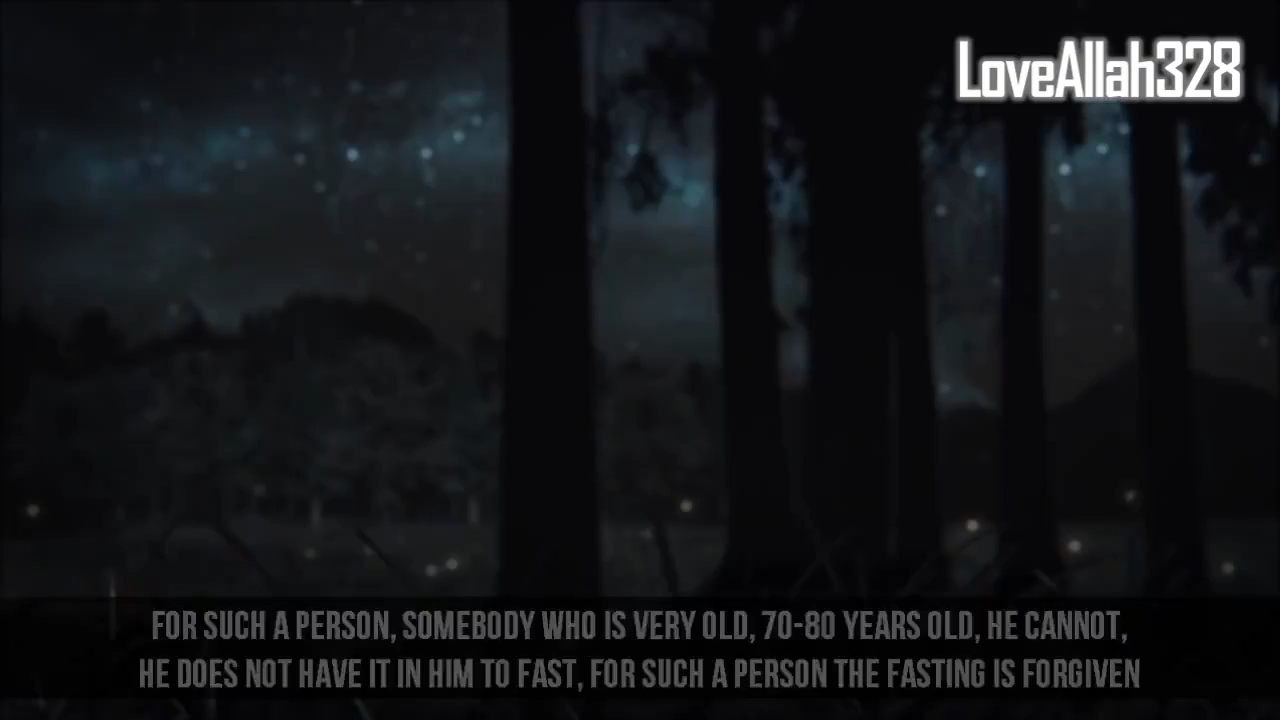 LoveAllah328
FOR SUCH A PERSON, SOMEBODY WHO IS VERY OLD, 70-80 YEARS OLD, HE CANNOT,
HE DOES NOT HAVE IT IN HIM TO FAST, FOR SUCH A PERSON THE FASTING IS FORGIVEN